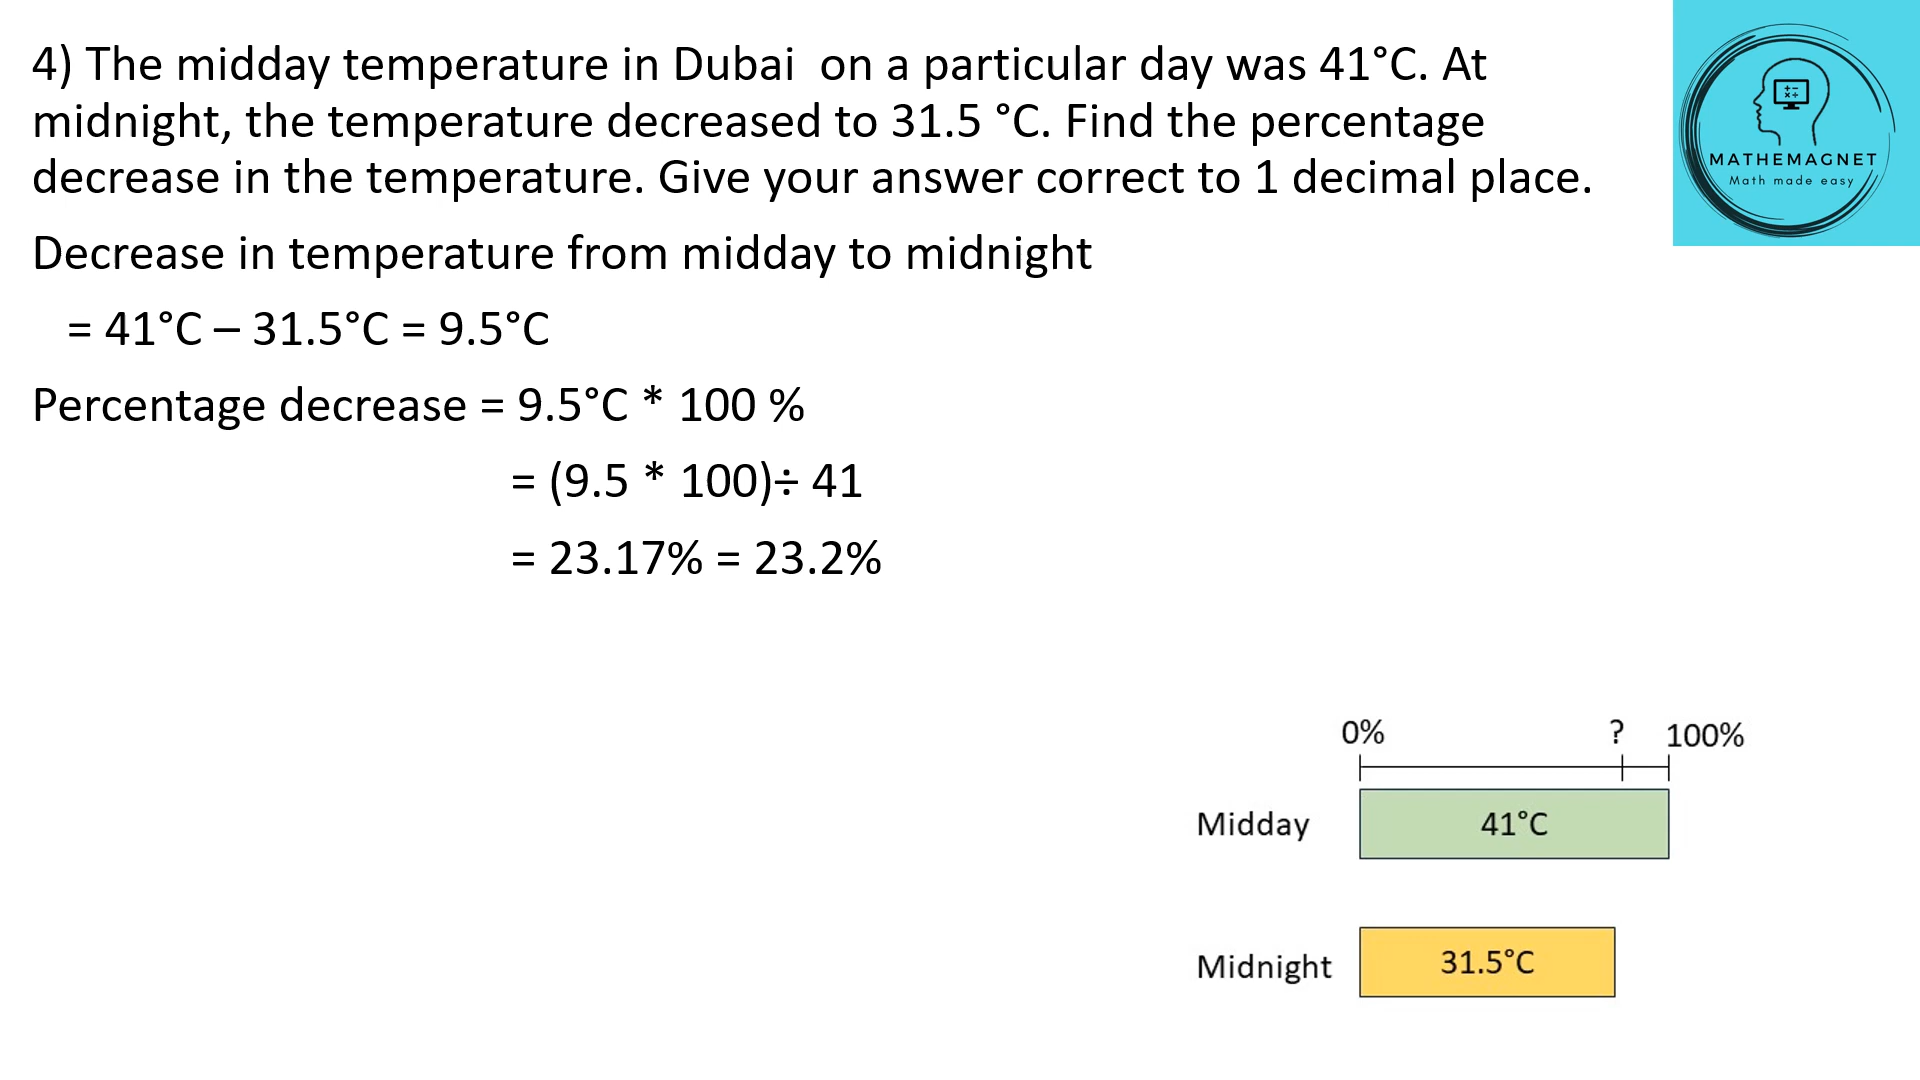 4) The midday temperature in Dubai  on a particular day was 41°C. At
midnight, the temperature decreased to 31.5 °C. Find the percentage
decrease in the temperature. Give your answer correct to 1 decimal place.
Decrease in temperature from midday to midnight
= 41°C – 31.5°C = 9.5°C
Percentage decrease = 9.5°C * 100 %
= (9.5 * 100)÷ 41
= 23.17% = 23.2%
MATHEMAGNET
Math made easy
0% ? 100%
Midday 41°C
Midnight 31.5°C